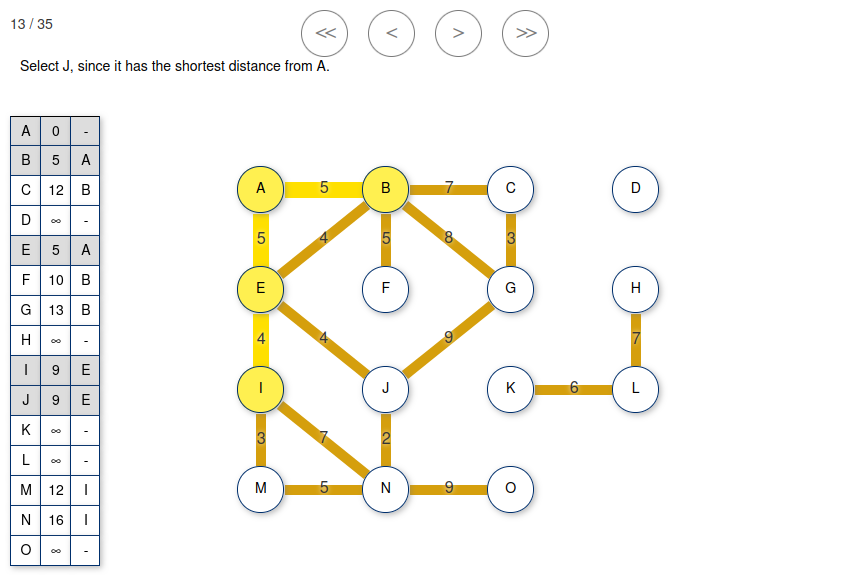 13 / 35
<< < > >>
Select J, since it has the shortest distance from A.
A 0 -
B 5 A
C 12 B
D ∞ -
E 5 A
F 10 B
G 13 B
H ∞ -
I 9 E
J 9 E
K ∞ -
L ∞ -
M 12 I
N 16 I
O ∞ -
A 5 B 7 C D
5 4 5 8 3
E F G H
4 4 9 7
I J K 6 L
3 7 2
M 5 N 9 O